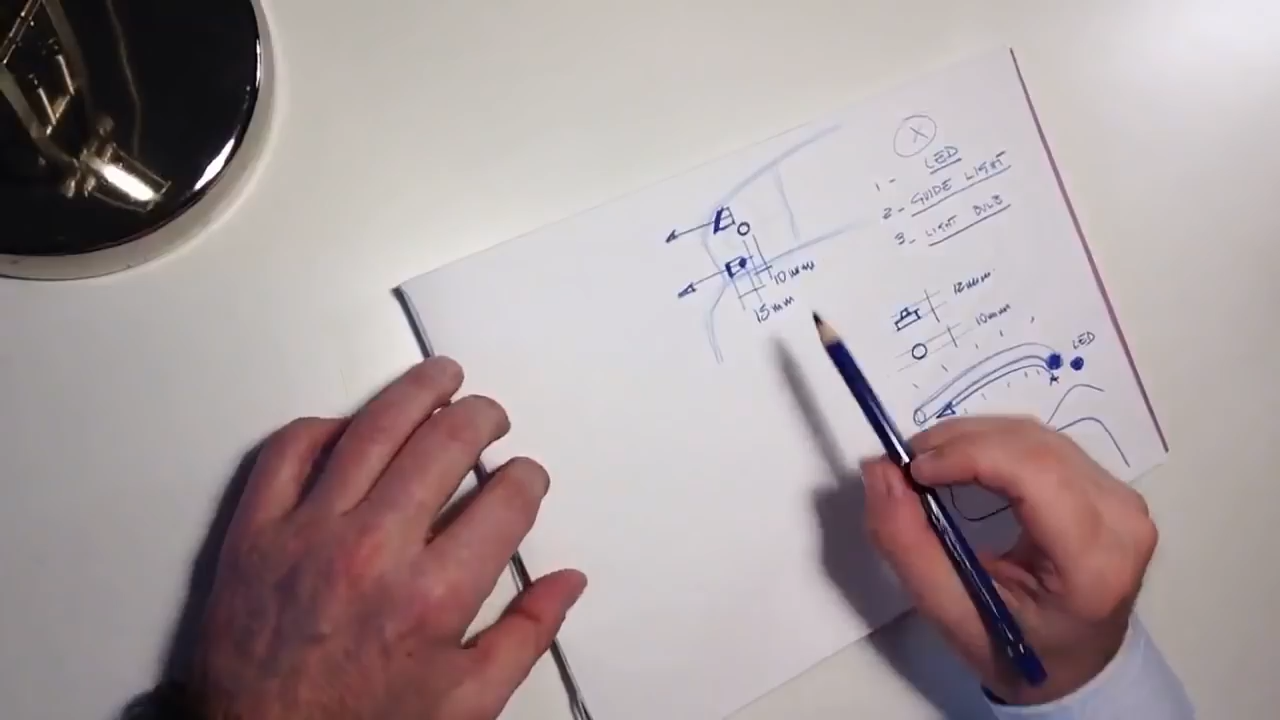 X
1- LED
2- GUIDE LIGHT
3- LIGHT BULB
10mm
15mm
12mm
10mm
LED